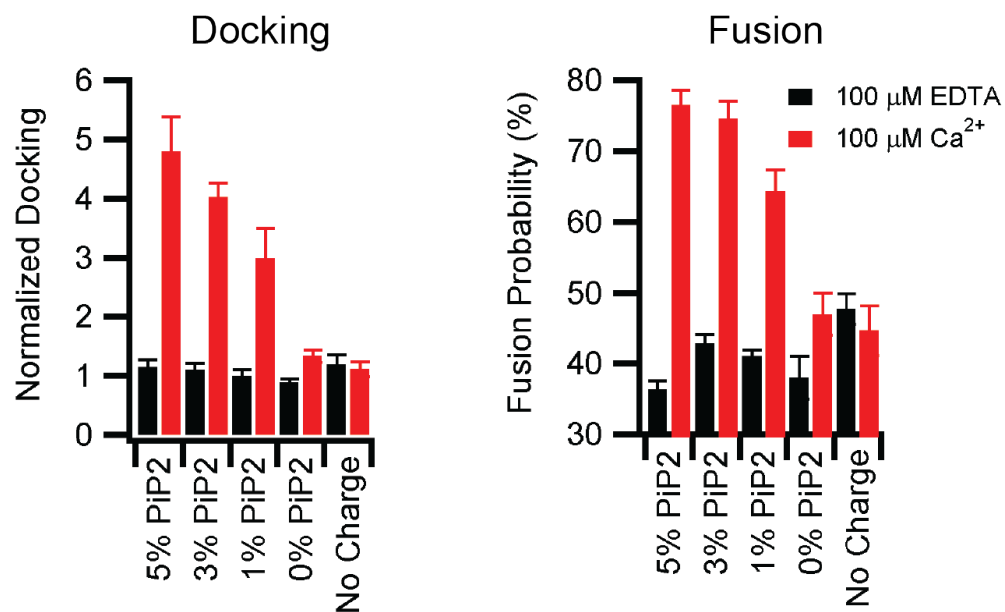 Docking
Normalized Docking
6
5
4
3
2
1
0
5% PiP2
3% PiP2
1% PiP2
0% PiP2
No Charge
Fusion
Fusion Probability (%)
80
70
60
50
40
30
100 μM EDTA
100 μM Ca²⁺
5% PiP2
3% PiP2
1% PiP2
0% PiP2
No Charge